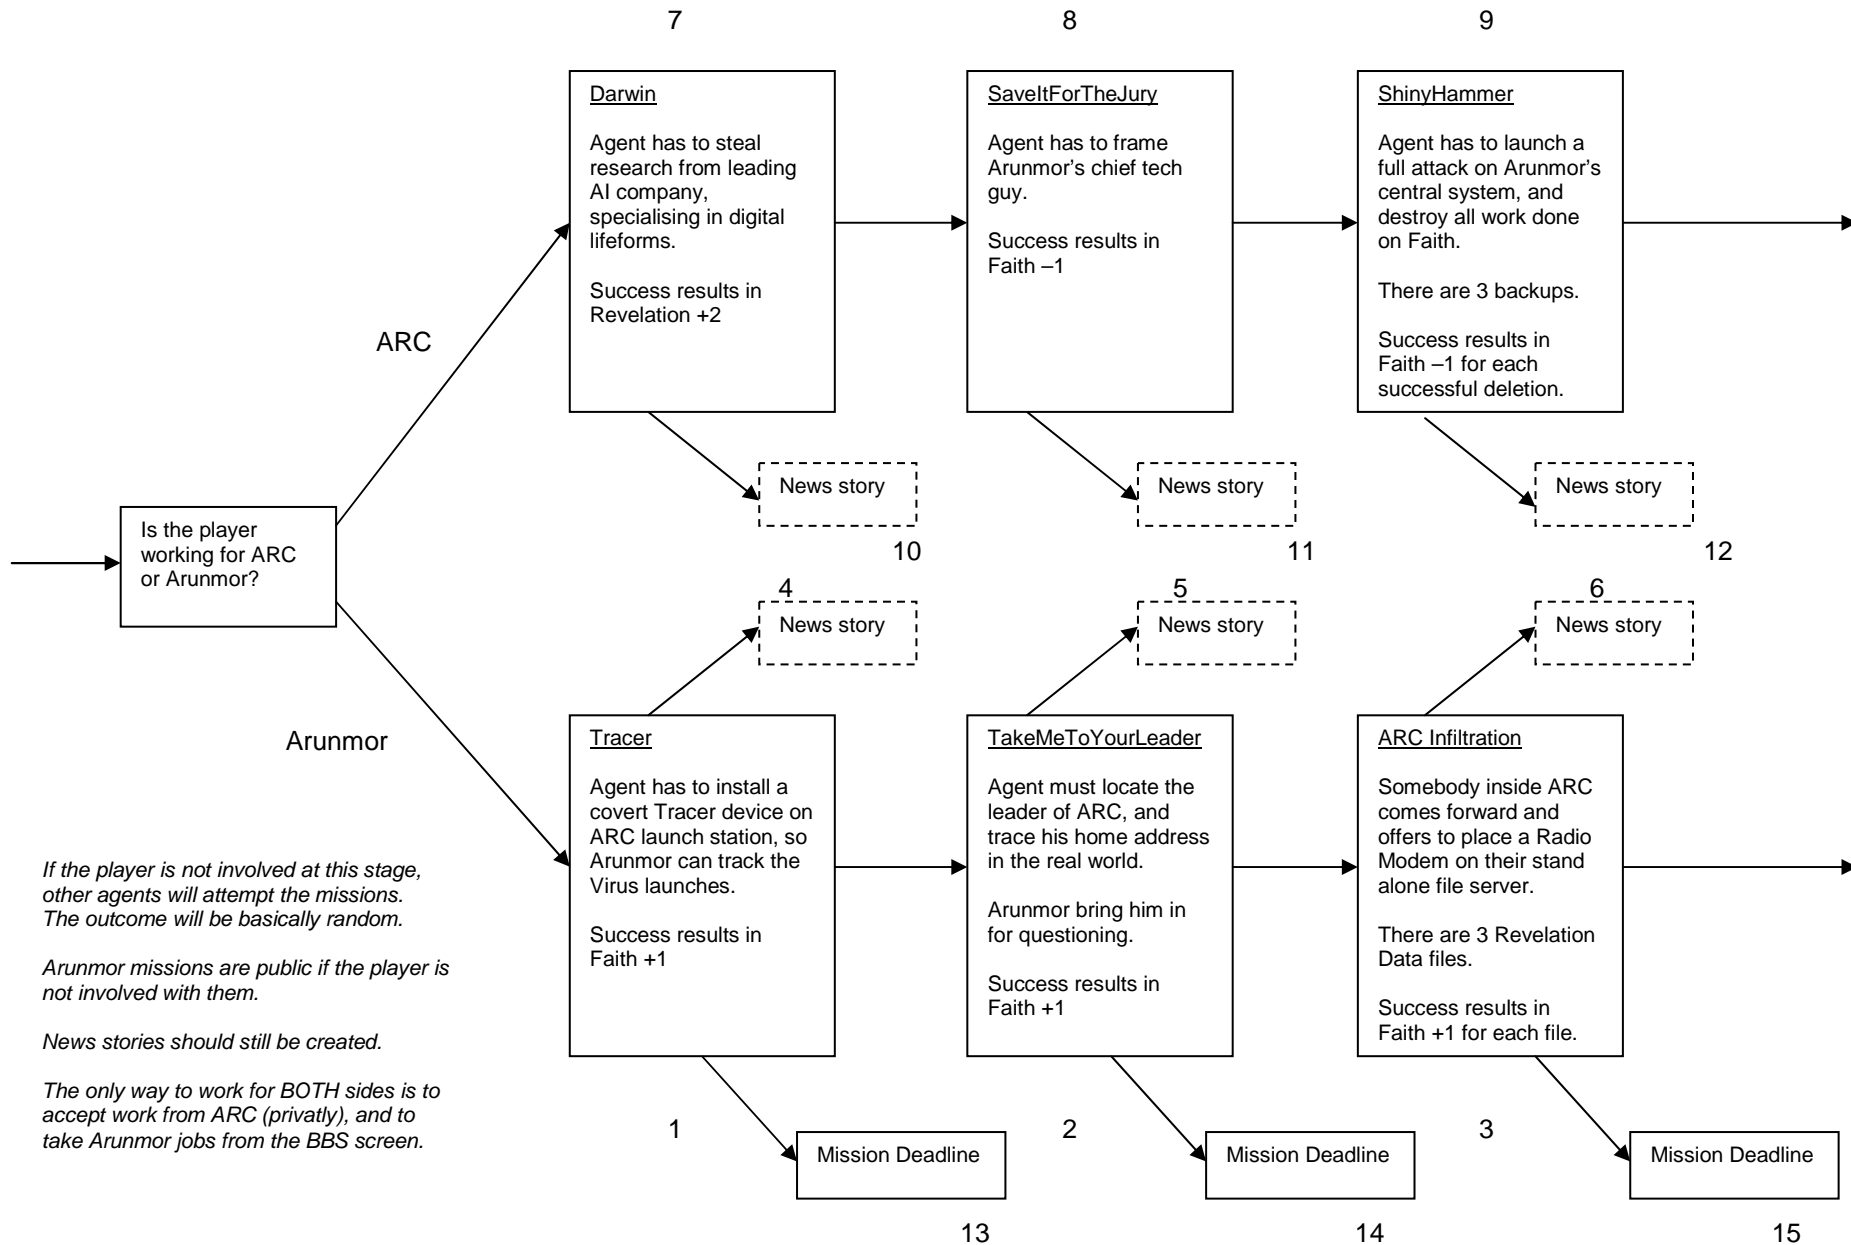 7
8
9
Darwin
Agent has to steal
research from leading
AI company,
specialising in digital
lifeforms.
Success results in
Revelation +2
SaveItForTheJury
Agent has to frame
Arunmor’s chief tech
guy.
Success results in
Faith –1
ShinyHammer
Agent has to launch a
full attack on Arunmor’s
central system, and
destroy all work done
on Faith.
There are 3 backups.
Success results in
Faith –1 for each
successful deletion.
ARC
News story
News story
News story
10
11
12
Is the player
working for ARC
or Arunmor?
4
5
6
News story
News story
News story
Arunmor
Tracer
Agent has to install a
covert Tracer device on
ARC launch station, so
Arunmor can track the
Virus launches.
Success results in
Faith +1
TakeMeToYourLeader
Agent must locate the
leader of ARC, and
trace his home address
in the real world.
Arunmor bring him in
for questioning.
Success results in
Faith +1
ARC Infiltration
Somebody inside ARC
comes forward and
offers to place a Radio
Modem on their stand
alone file server.
There are 3 Revelation
Data files.
Success results in
Faith +1 for each file.
If the player is not involved at this stage,
other agents will attempt the missions.
The outcome will be basically random.
Arunmor missions are public if the player is
not involved with them.
News stories should still be created.
The only way to work for BOTH sides is to
accept work from ARC (privatly), and to
take Arunmor jobs from the BBS screen.
1
2
3
Mission Deadline
Mission Deadline
Mission Deadline
13
14
15